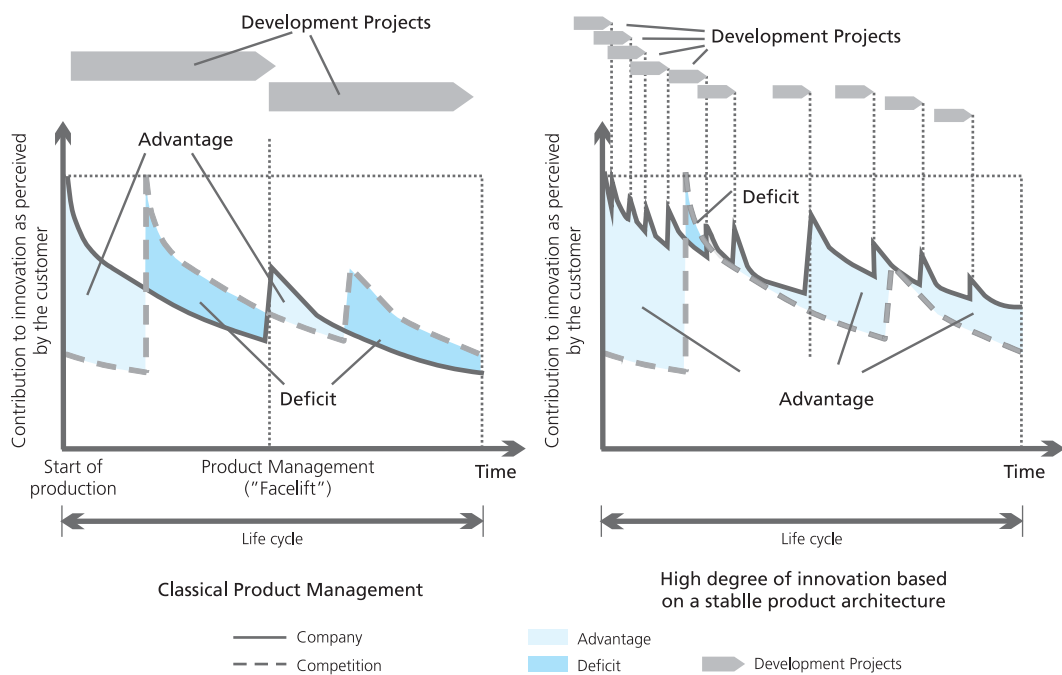 Development Projects
Advantage
Deficit
Contribution to innovation as perceived
by the customer
Start of
production
Product Management
("Facelift")
Time
Life cycle
Classical Product Management
Development Projects
Deficit
Advantage
Contribution to innovation as perceived
by the customer
Time
Life cycle
High degree of innovation based
on a stablle product architecture
Company
Competition
Advantage
Deficit
Development Projects